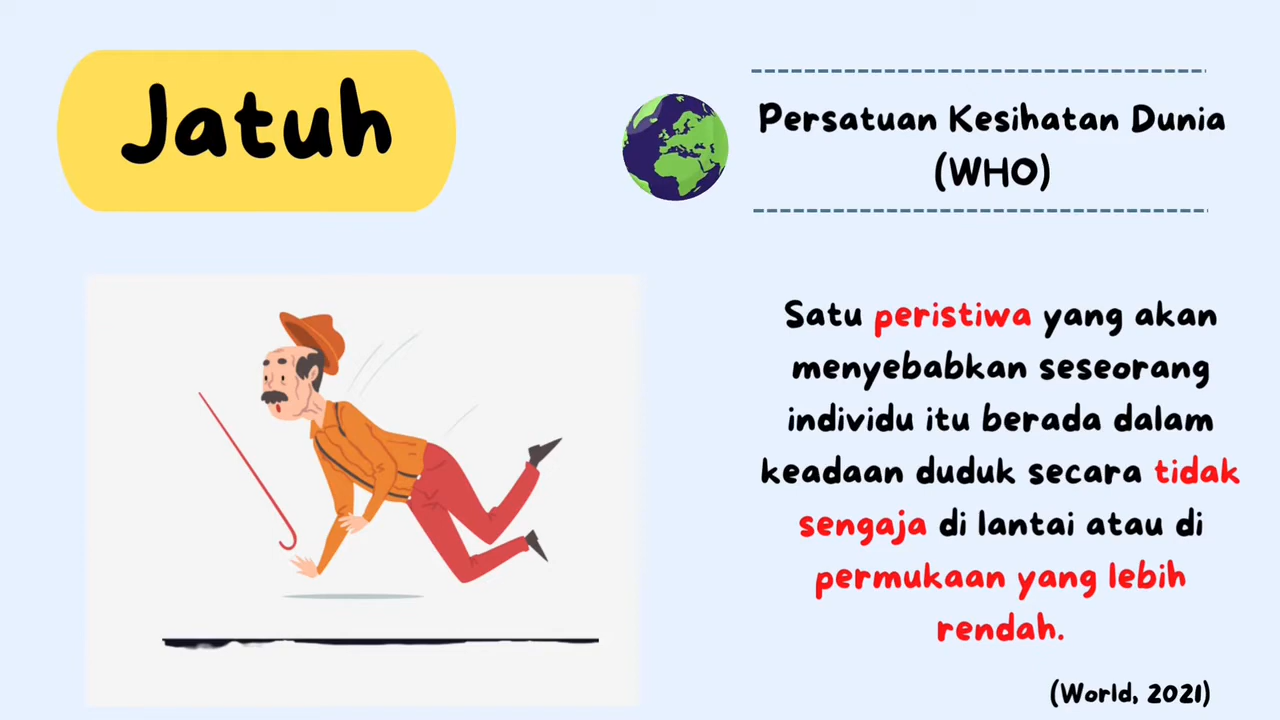 Jatuh
Persatuan Kesihatan Dunia
(WHO)
Satu peristiwa yang akan
menyebabkan seseorang
individu itu berada dalam
keadaan duduk secara tidak
sengaja di lantai atau di
permukaan yang lebih
rendah.
(World, 2021)